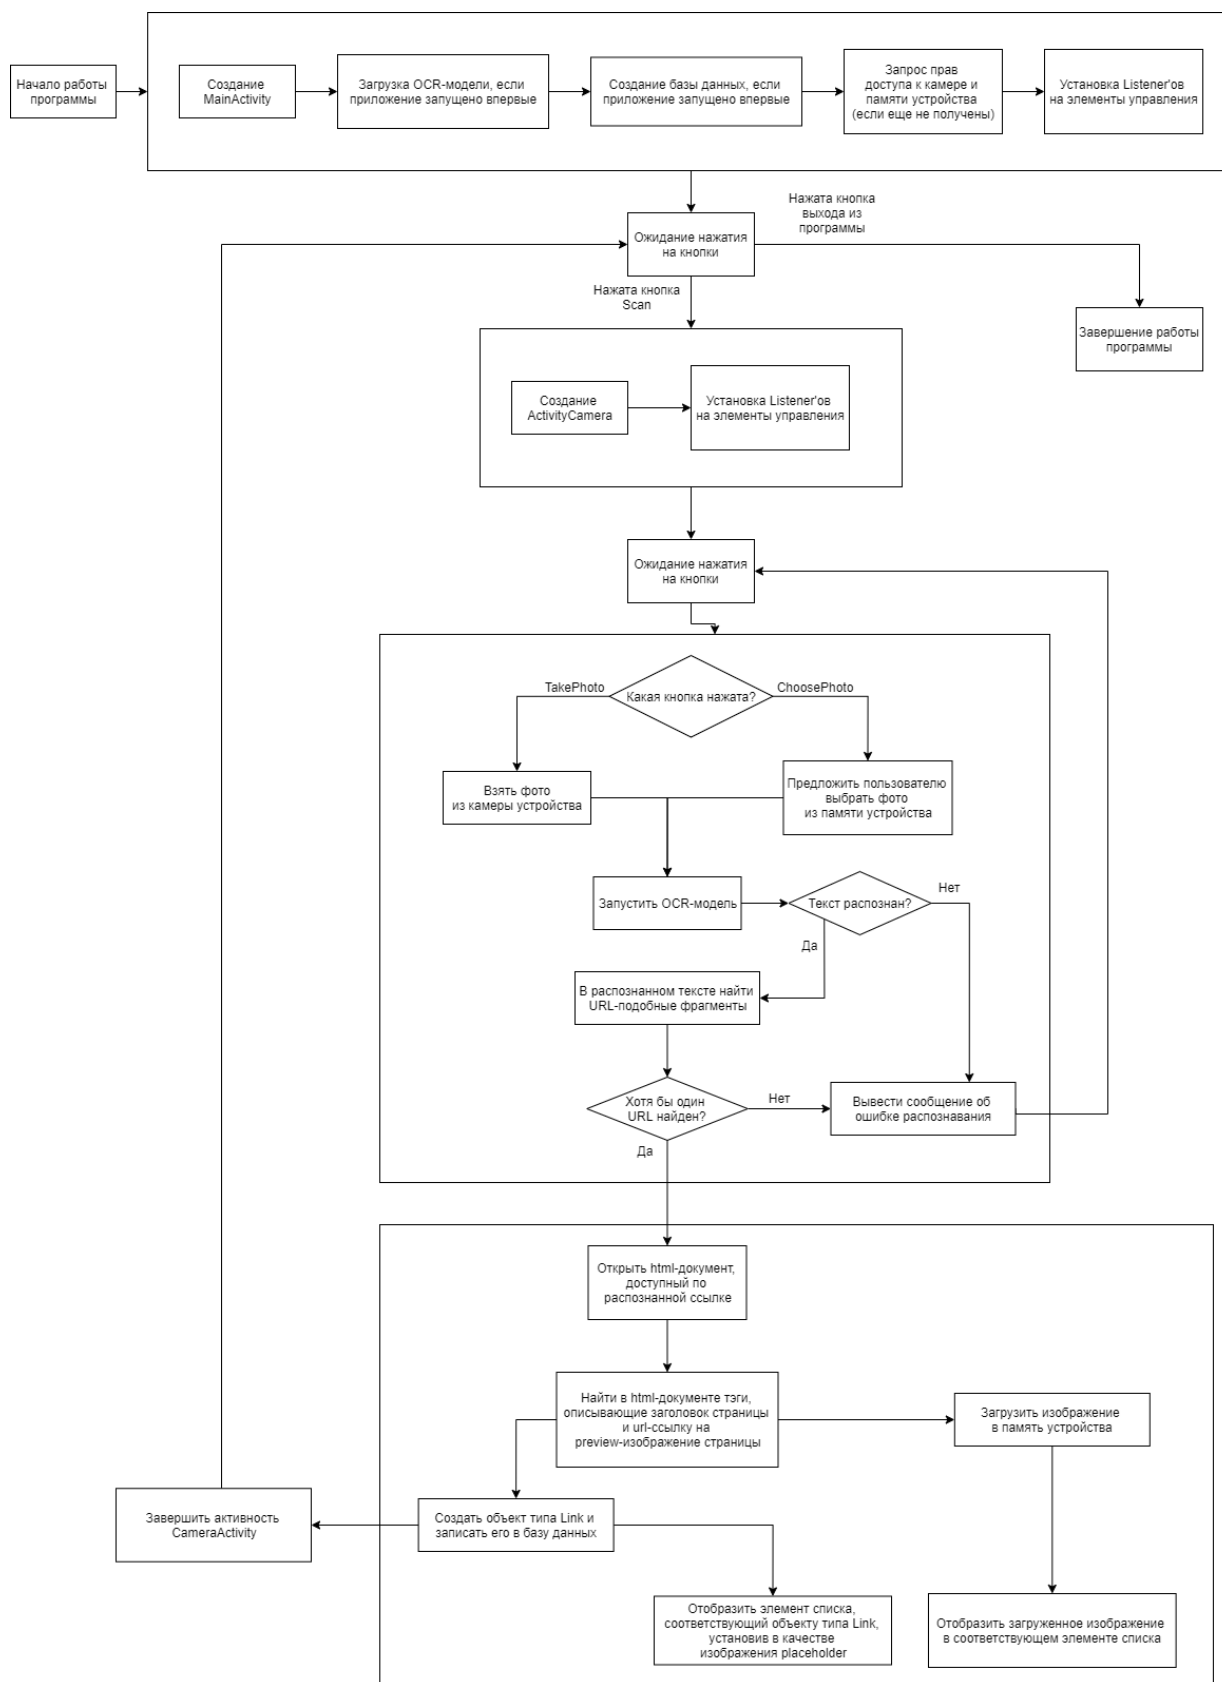 Начало работы
программы
Создание
MainActivity
Загрузка OCR-модели, если
приложение запущено впервые
Создание базы данных, если
приложение запущено впервые
Запрос прав
доступа к камере и
памяти устройства
(если еще не получены)
Установка Listener'ов
на элементы управления
Нажата кнопка
выхода из
программы
Ожидание нажатия
на кнопки
Нажата кнопка
Scan
Завершение работы
программы
Создание
ActivityCamera
Установка Listener'ов
на элементы управления
Ожидание нажатия
на кнопки
TakePhoto
Какая кнопка нажата?
ChoosePhoto
Взять фото
из камеры устройства
Предложить пользователю
выбрать фото
из памяти устройства
Запустить OCR-модель
Текст распознан?
Нет
Да
В распознанном тексте найти
URL-подобные фрагменты
Хотя бы один
URL найден?
Нет
Вывести сообщение об
ошибке распознавания
Да
Открыть html-документ,
доступный по
распознанной ссылке
Найти в html-документе тэги,
описывающие заголовок страницы
и url-ссылку на
preview-изображение страницы
Загрузить изображение
в память устройства
Завершить активность
CameraActivity
Создать объект типа Link и
записать его в базу данных
Отобразить элемент списка,
соответствующий объекту типа Link,
установив в качестве
изображения placeholder
Отобразить загруженное изображение
в соответствующем элементе списка